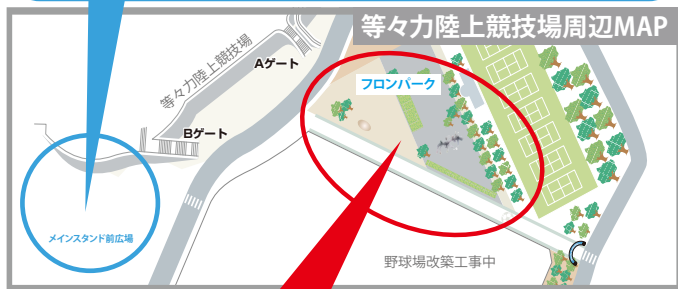 等々力陸上競技場周辺MAP
等々力陸上競技場
Aゲート
フロンパーク
Bゲート
メインスタンド前広場
野球場改築工事中